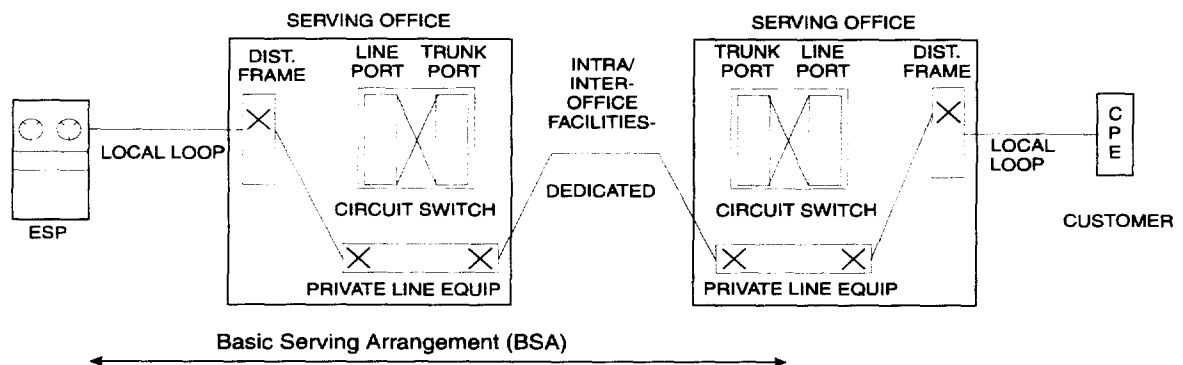 SERVING OFFICE
DIST.
FRAME
LINE
PORT
TRUNK
PORT
LOCAL LOOP
ESP
CIRCUIT SWITCH
PRIVATE LINE EQUIP
INTRA/
INTER-
OFFICE
FACILITIES-
DEDICATED
SERVING OFFICE
TRUNK
PORT
LINE
PORT
DIST.
FRAME
CIRCUIT SWITCH
PRIVATE LINE EQUIP
LOCAL
LOOP
C
P
E
CUSTOMER
Basic Serving Arrangement (BSA)